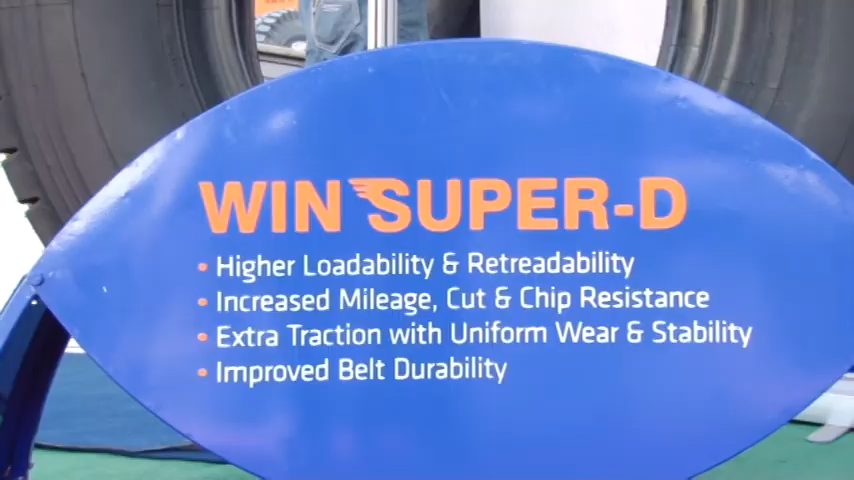 WIN SUPER-D
• Higher Loadability & Retreadability
• Increased Mileage, Cut & Chip Resistance
• Extra Traction with Uniform Wear & Stability
• Improved Belt Durability